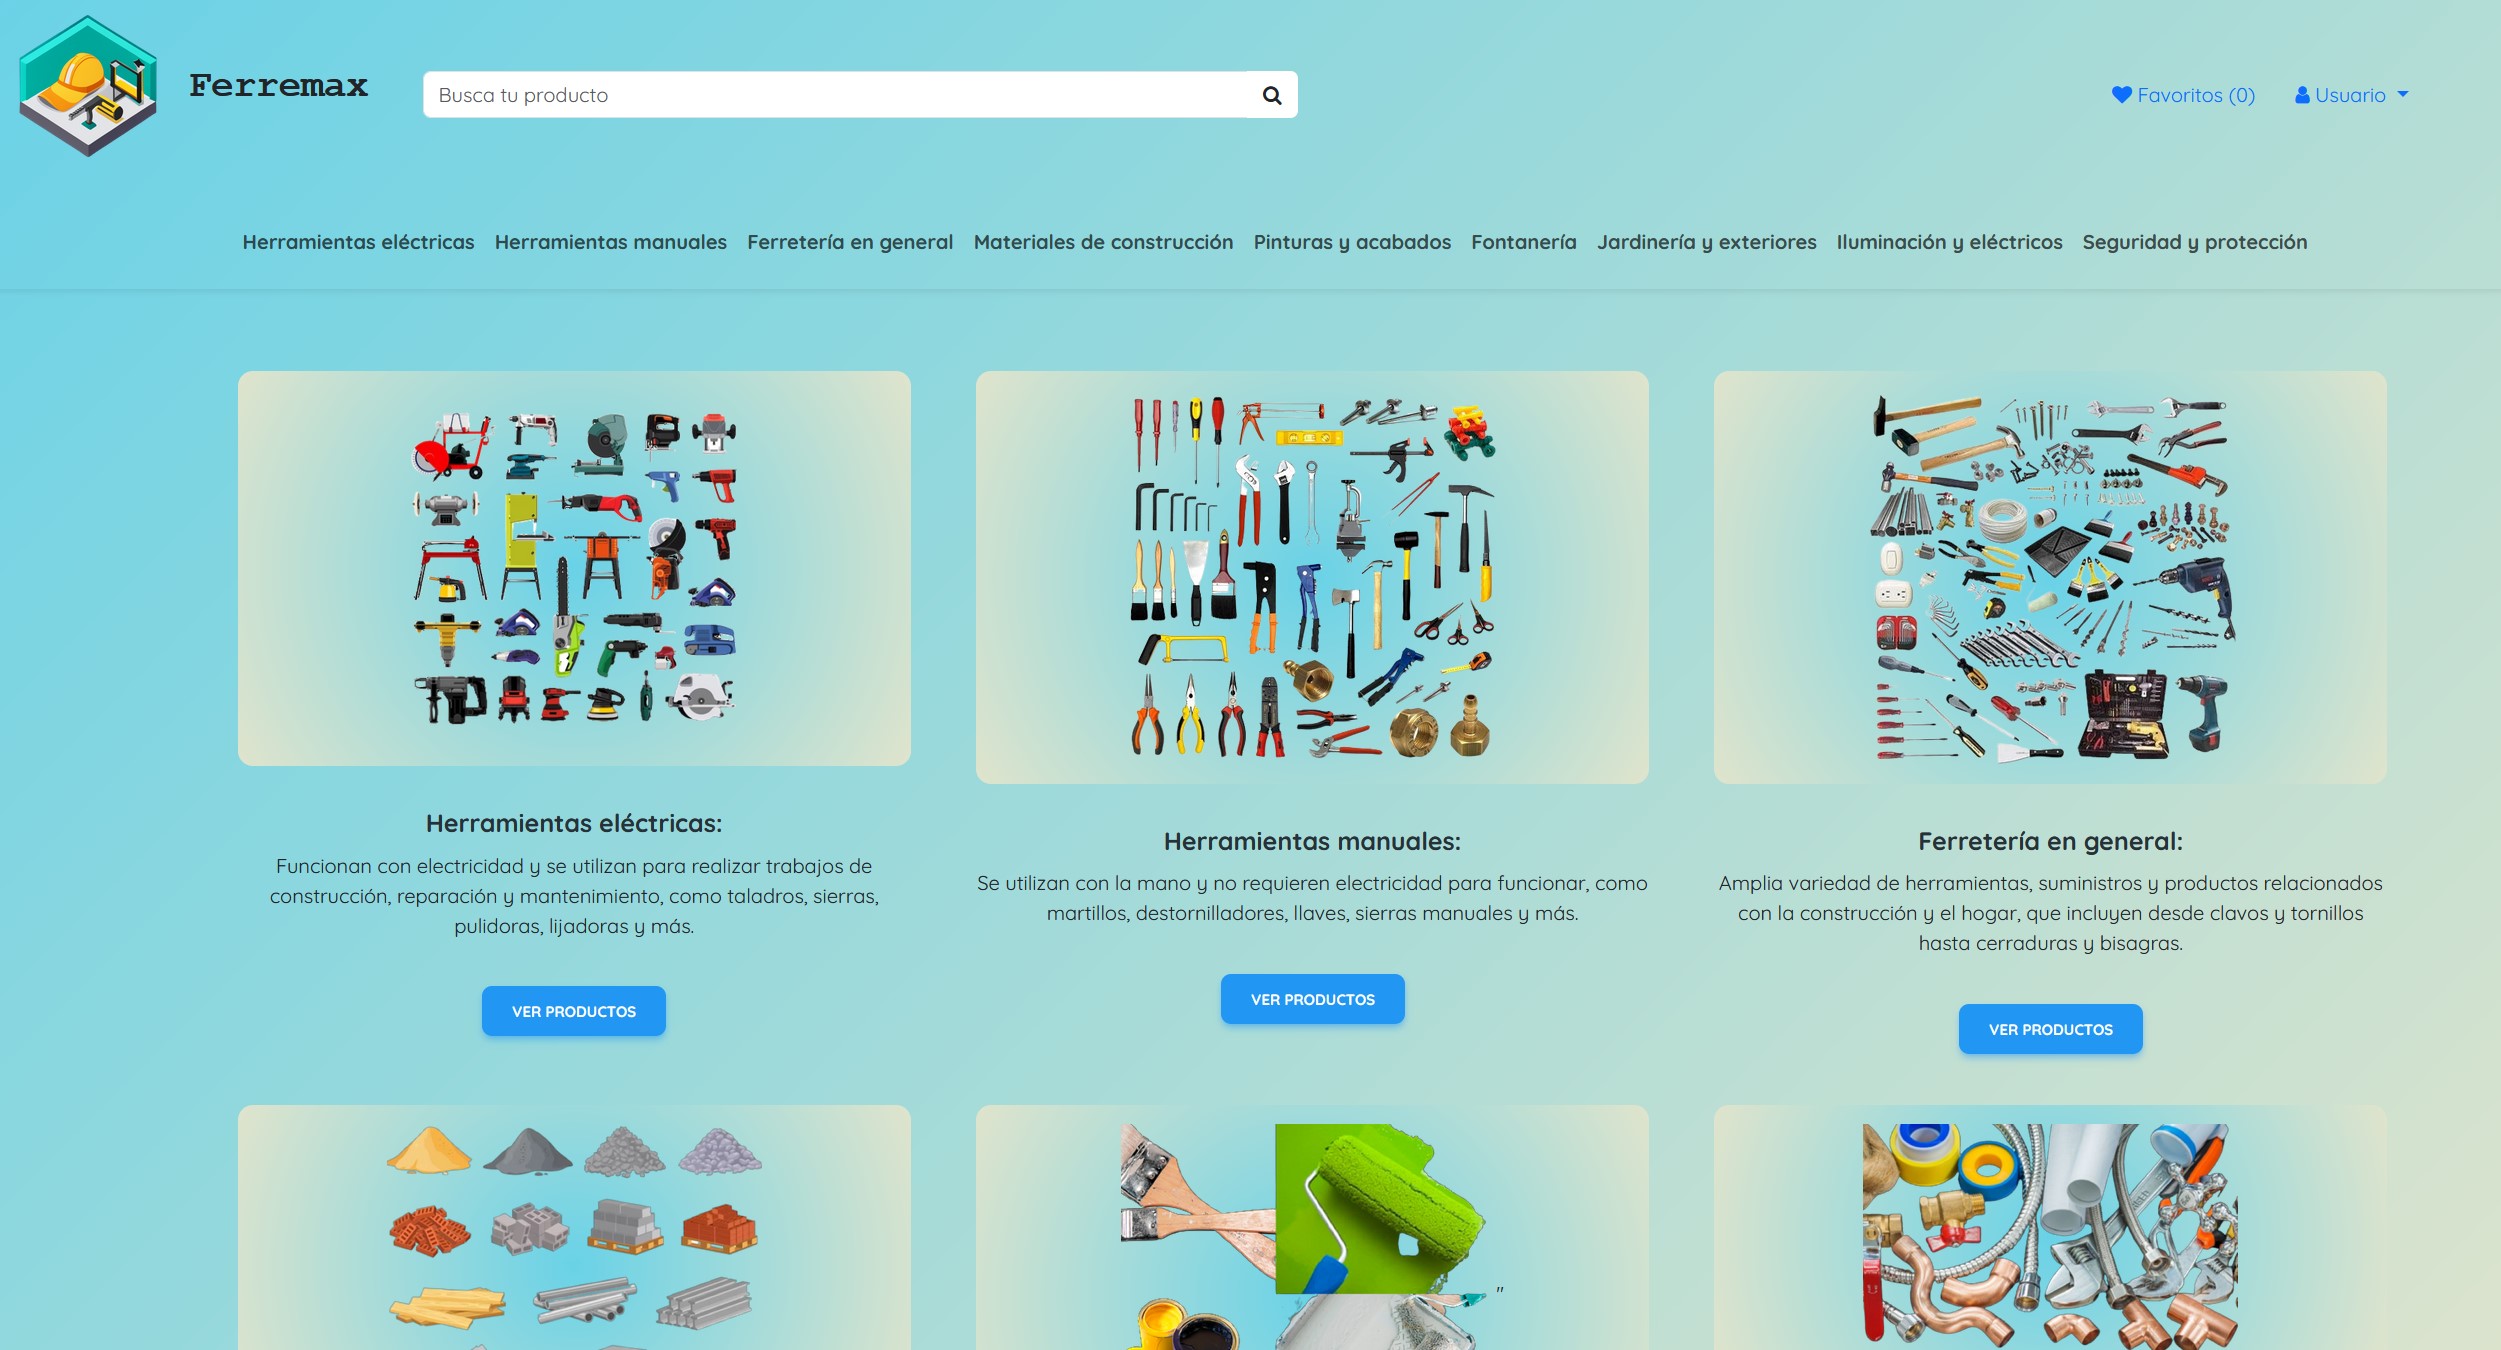 Ferremax
Busca tu producto
Favoritos (0)
Usuario
Herramientas eléctricas
Herramientas manuales
Ferretería en general
Materiales de construcción
Pinturas y acabados
Fontanería
Jardinería y exteriores
Iluminación y eléctricos
Seguridad y protección
Herramientas eléctricas:
Funcionan con electricidad y se utilizan para realizar trabajos de
construcción, reparación y mantenimiento, como taladros, sierras,
pulidoras, lijadoras y más.
VER PRODUCTOS
Herramientas manuales:
Se utilizan con la mano y no requieren electricidad para funcionar, como
martillos, destornilladores, llaves, sierras manuales y más.
VER PRODUCTOS
Ferretería en general:
Amplia variedad de herramientas, suministros y productos relacionados
con la construcción y el hogar, que incluyen desde clavos y tornillos
hasta cerraduras y bisagras.
VER PRODUCTOS
"